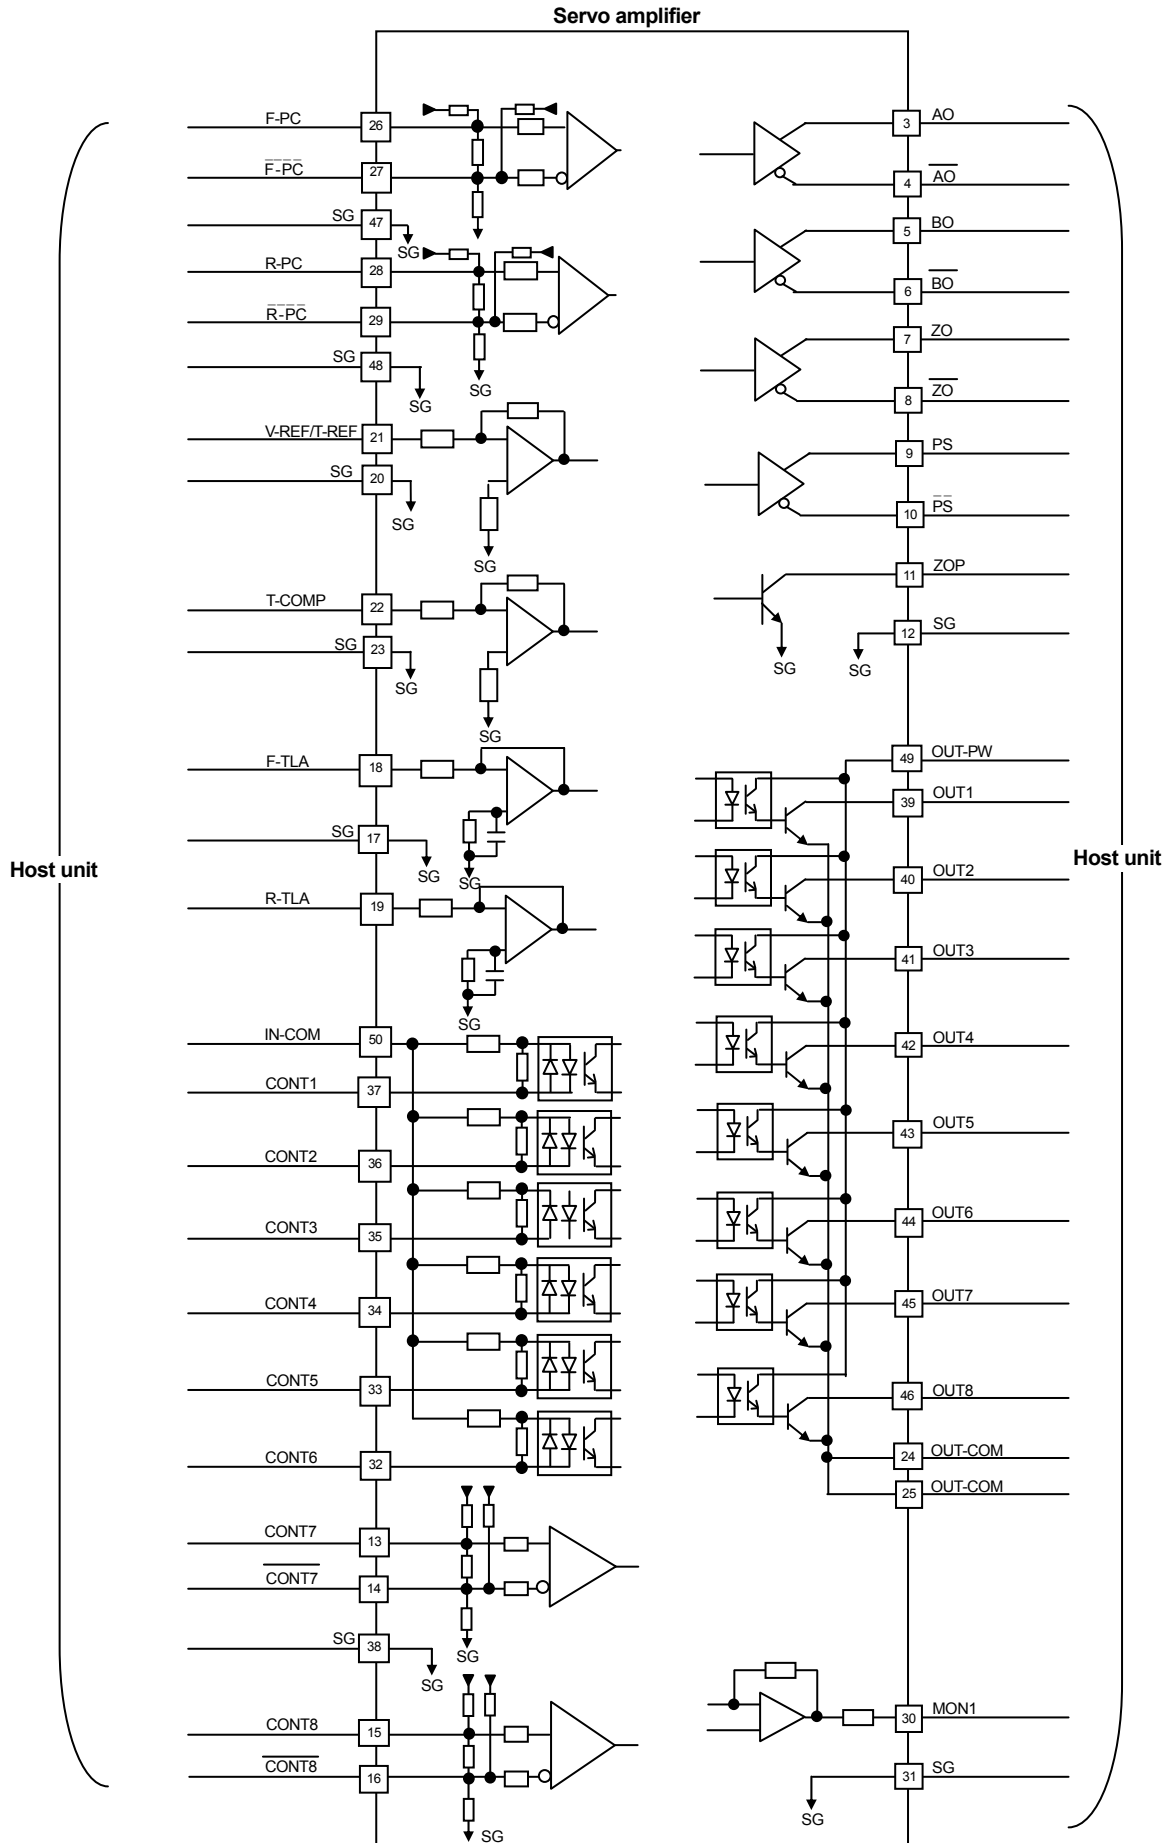 Servo amplifier
F-PC
26
F-PC
27
SG
47
SG
R-PC
28
R-PC
29
SG
48
SG
SG
V-REF/T-REF
21
SG
20
SG
SG
T-COMP
22
SG
23
SG
SG
F-TLA
18
SG
17
SG
SG
R-TLA
19
SG
IN-COM
50
CONT1
37
CONT2
36
CONT3
35
CONT4
34
CONT5
33
CONT6
32
CONT7
13
CONT7
14
SG
SG
38
SG
CONT8
15
CONT8
16
SG
Host unit
3
AO
4
AO
5
BO
6
BO
7
ZO
8
ZO
9
PS
10
PS
11
ZOP
12
SG
SG
SG
49
OUT-PW
39
OUT1
40
OUT2
41
OUT3
42
OUT4
43
OUT5
44
OUT6
45
OUT7
46
OUT8
24
OUT-COM
25
OUT-COM
30
MON1
31
SG
SG
Host unit